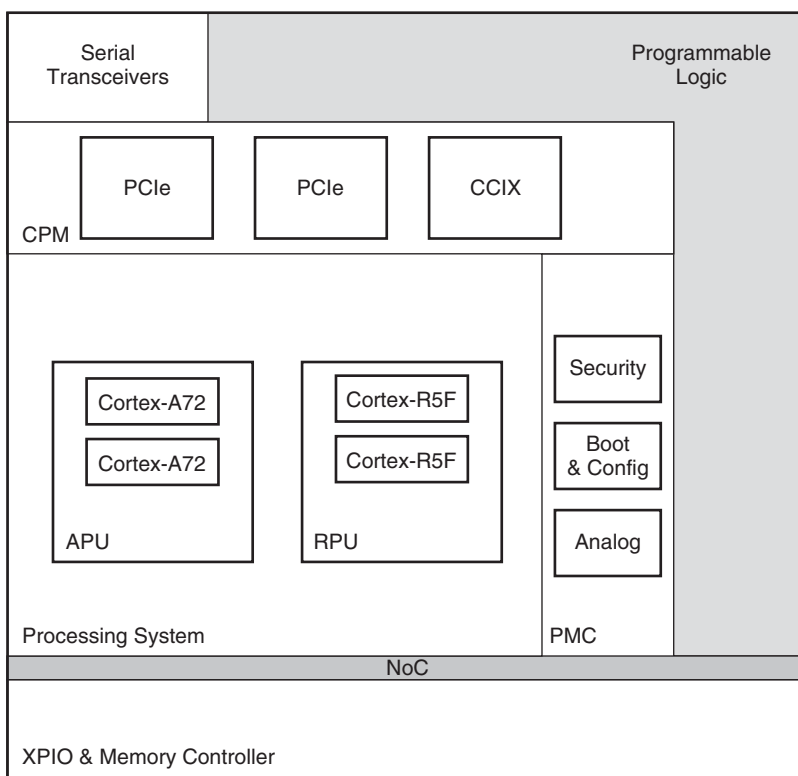 Serial
Transceivers
Programmable
Logic
PCIe
PCIe
CCIX
CPM
Security
Cortex-A72
Cortex-R5F
Cortex-A72
Cortex-R5F
Boot
& Config
APU
RPU
Analog
Processing System
PMC
NoC
XPIO & Memory Controller